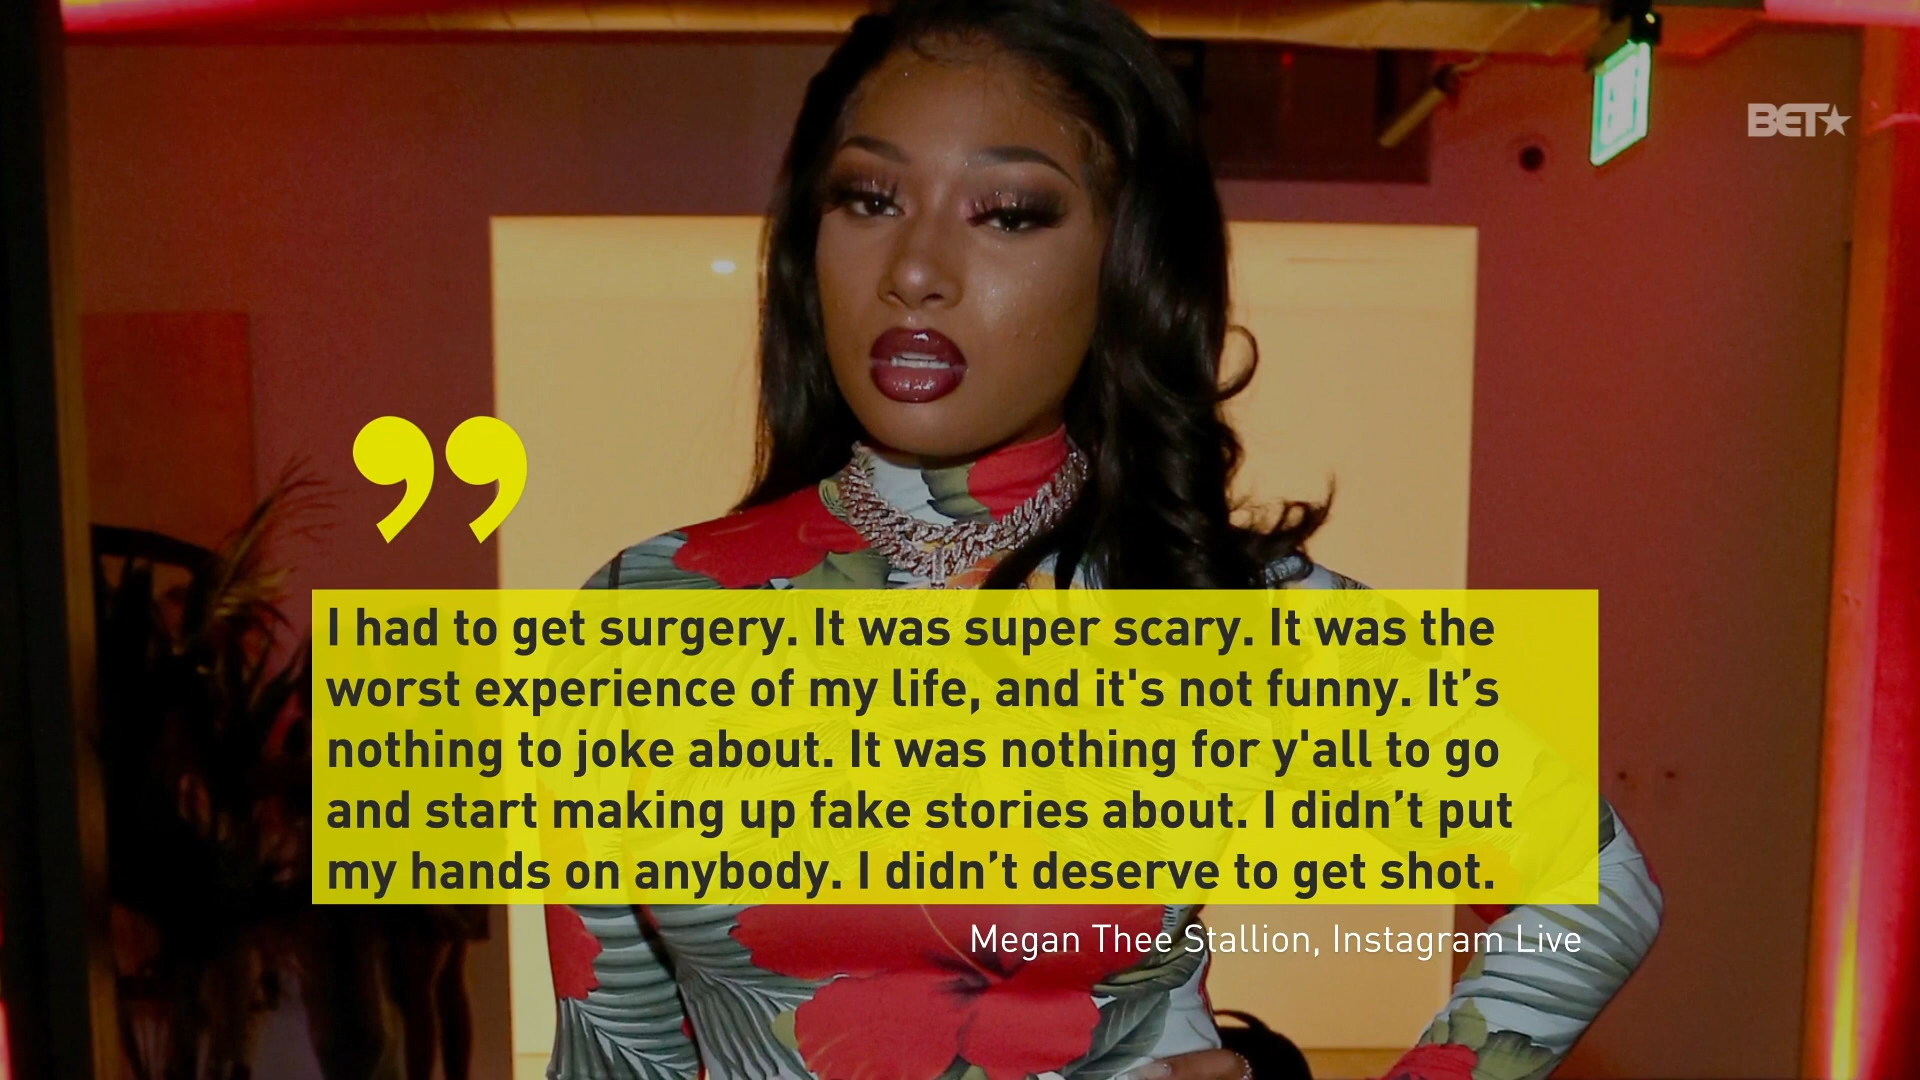 BET
”
I had to get surgery. It was super scary. It was the
worst experience of my life, and it's not funny. It’s
nothing to joke about. It was nothing for y'all to go
and start making up fake stories about. I didn’t put
my hands on anybody. I didn’t deserve to get shot.
Megan Thee Stallion, Instagram Live